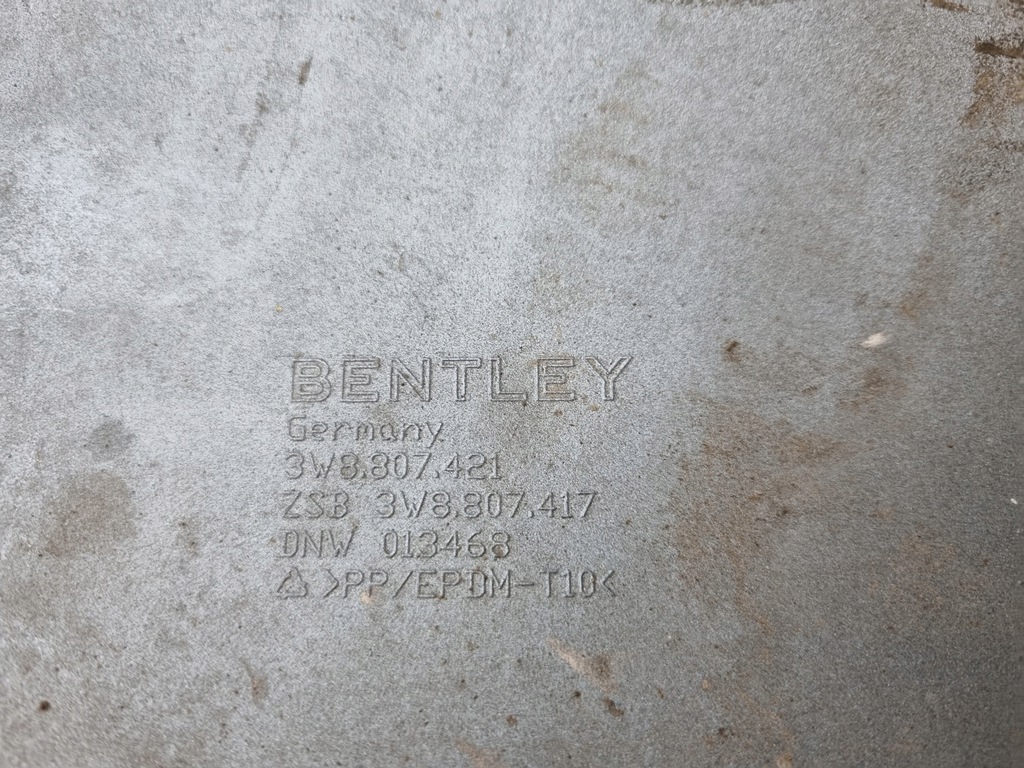 BENTLEY
Germany
3W8.807.421
ZSB 3W8.807.417
DNW 013468
>PP/EPDM-T10<